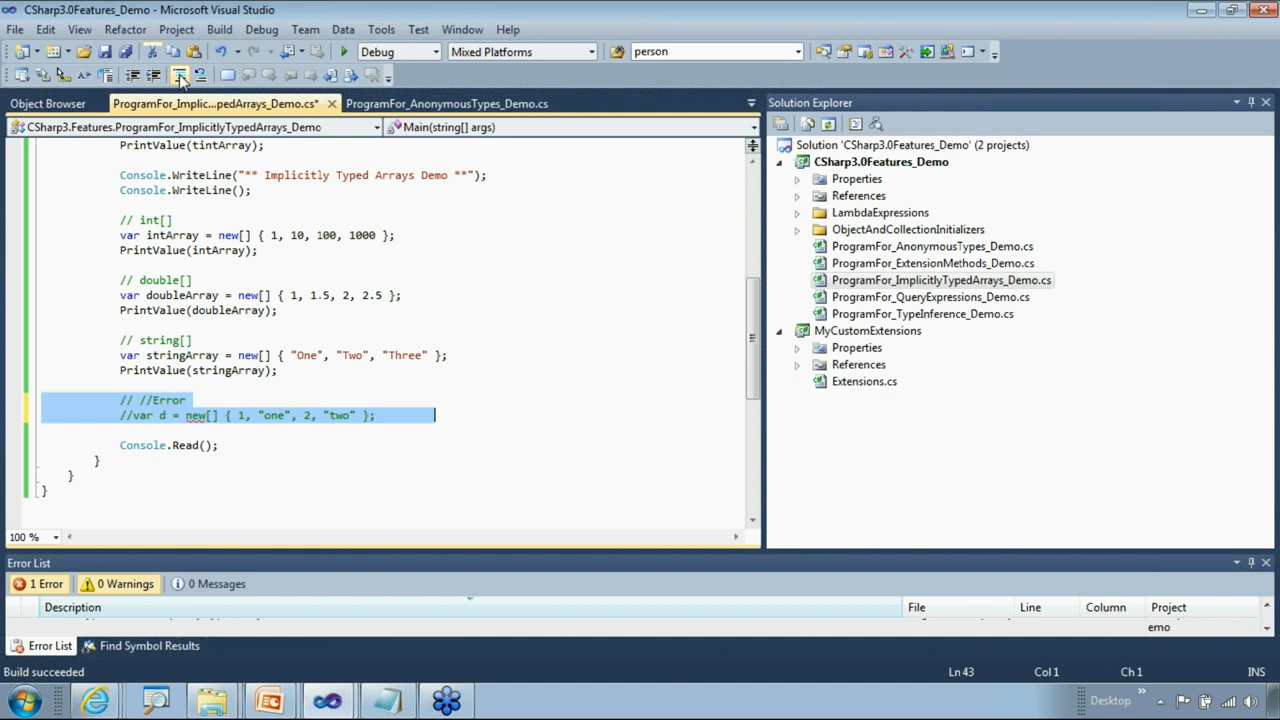 CSharp3.0Features_Demo - Microsoft Visual Studio
File Edit View Refactor Project Build Debug Team Data Tools Test Window Help
Debug Mixed Platforms person
Object Browser ProgramFor_Implic...pedArrays_Demo.cs* ProgramFor_AnonymousTypes_Demo.cs
CSharp3.Features.ProgramFor_ImplicitlyTypedArrays_Demo Main(string[] args)
PrintValue(tintArray);
Console.WriteLine("** Implicitly Typed Arrays Demo **");
Console.WriteLine();
// int[]
var intArray = new[] { 1, 10, 100, 1000 };
PrintValue(intArray);
// double[]
var doubleArray = new[] { 1, 1.5, 2, 2.5 };
PrintValue(doubleArray);
// string[]
var stringArray = new[] { "One", "Two", "Three" };
PrintValue(stringArray);
// //Error
//var d = new[] { 1, "one", 2, "two" };
Console.Read();
}
}
}
100 %
Solution Explorer
Solution 'CSharp3.0Features_Demo' (2 projects)
CSharp3.0Features_Demo
Properties
References
LambdaExpressions
ObjectAndCollectionInitializers
ProgramFor_AnonymousTypes_Demo.cs
ProgramFor_ExtensionMethods_Demo.cs
ProgramFor_ImplicitlyTypedArrays_Demo.cs
ProgramFor_QueryExpressions_Demo.cs
ProgramFor_TypeInference_Demo.cs
MyCustomExtensions
Properties
References
Extensions.cs
Error List
1 Error 0 Warnings 0 Messages
Description File Line Column Project
emo
Error List Find Symbol Results
Build succeeded Ln 43 Col 1 Ch 1 INS
Desktop